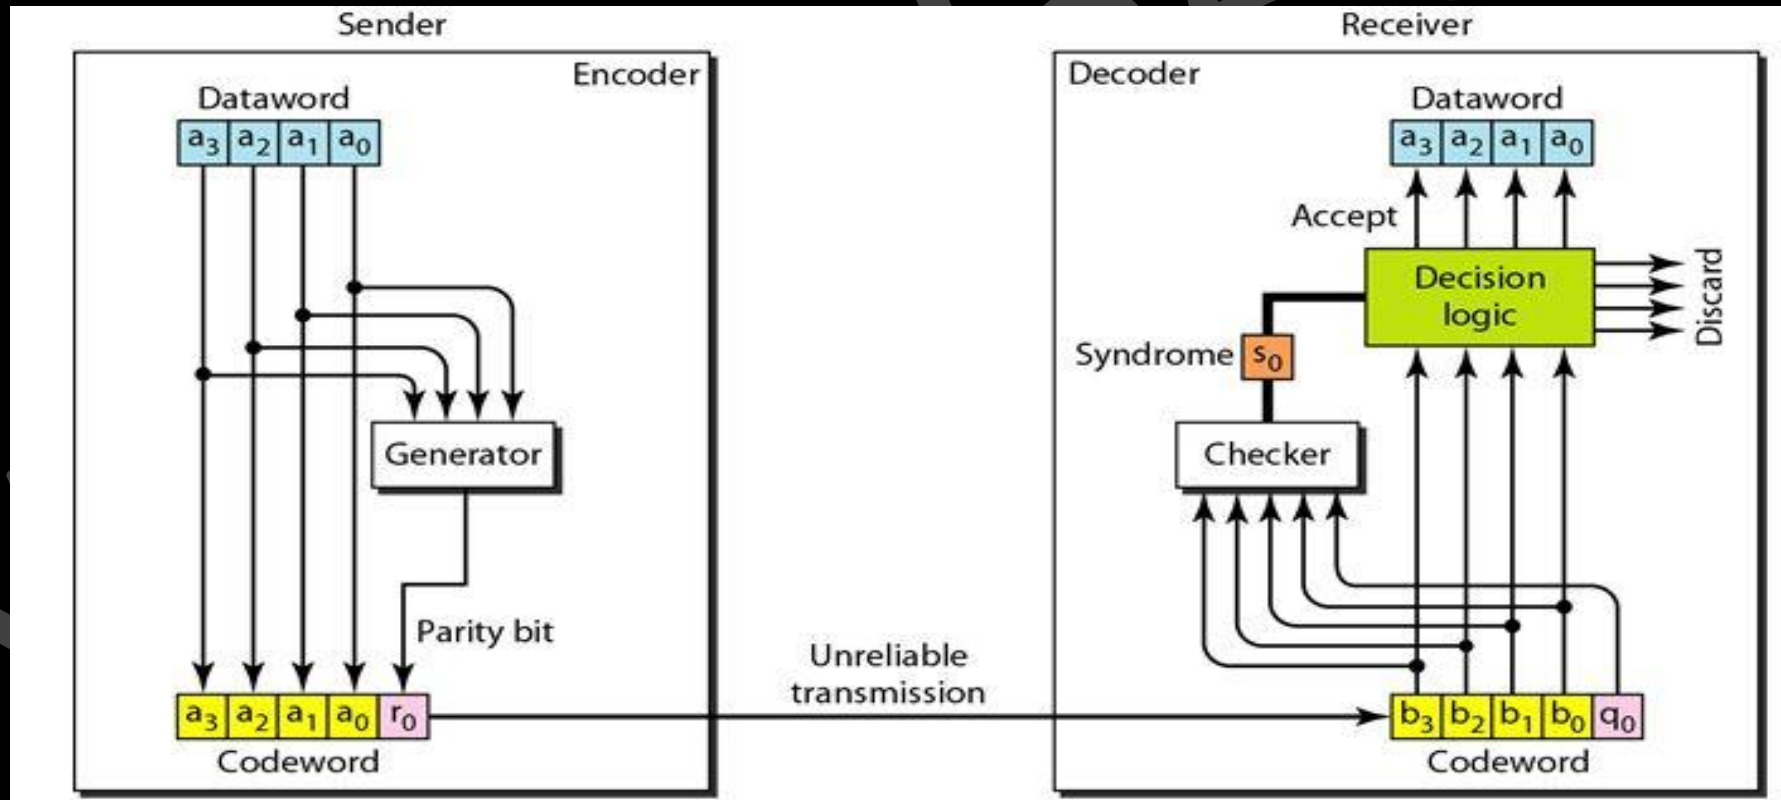 Sender
Encoder
Dataword
a3 a2 a1 a0
Generator
Parity bit
a3 a2 a1 a0 r0
Codeword
Unreliable
transmission
Receiver
Decoder
Dataword
a3 a2 a1 a0
Accept
Decision
logic
Discard
Syndrome s0
Checker
b3 b2 b1 b0 q0
Codeword